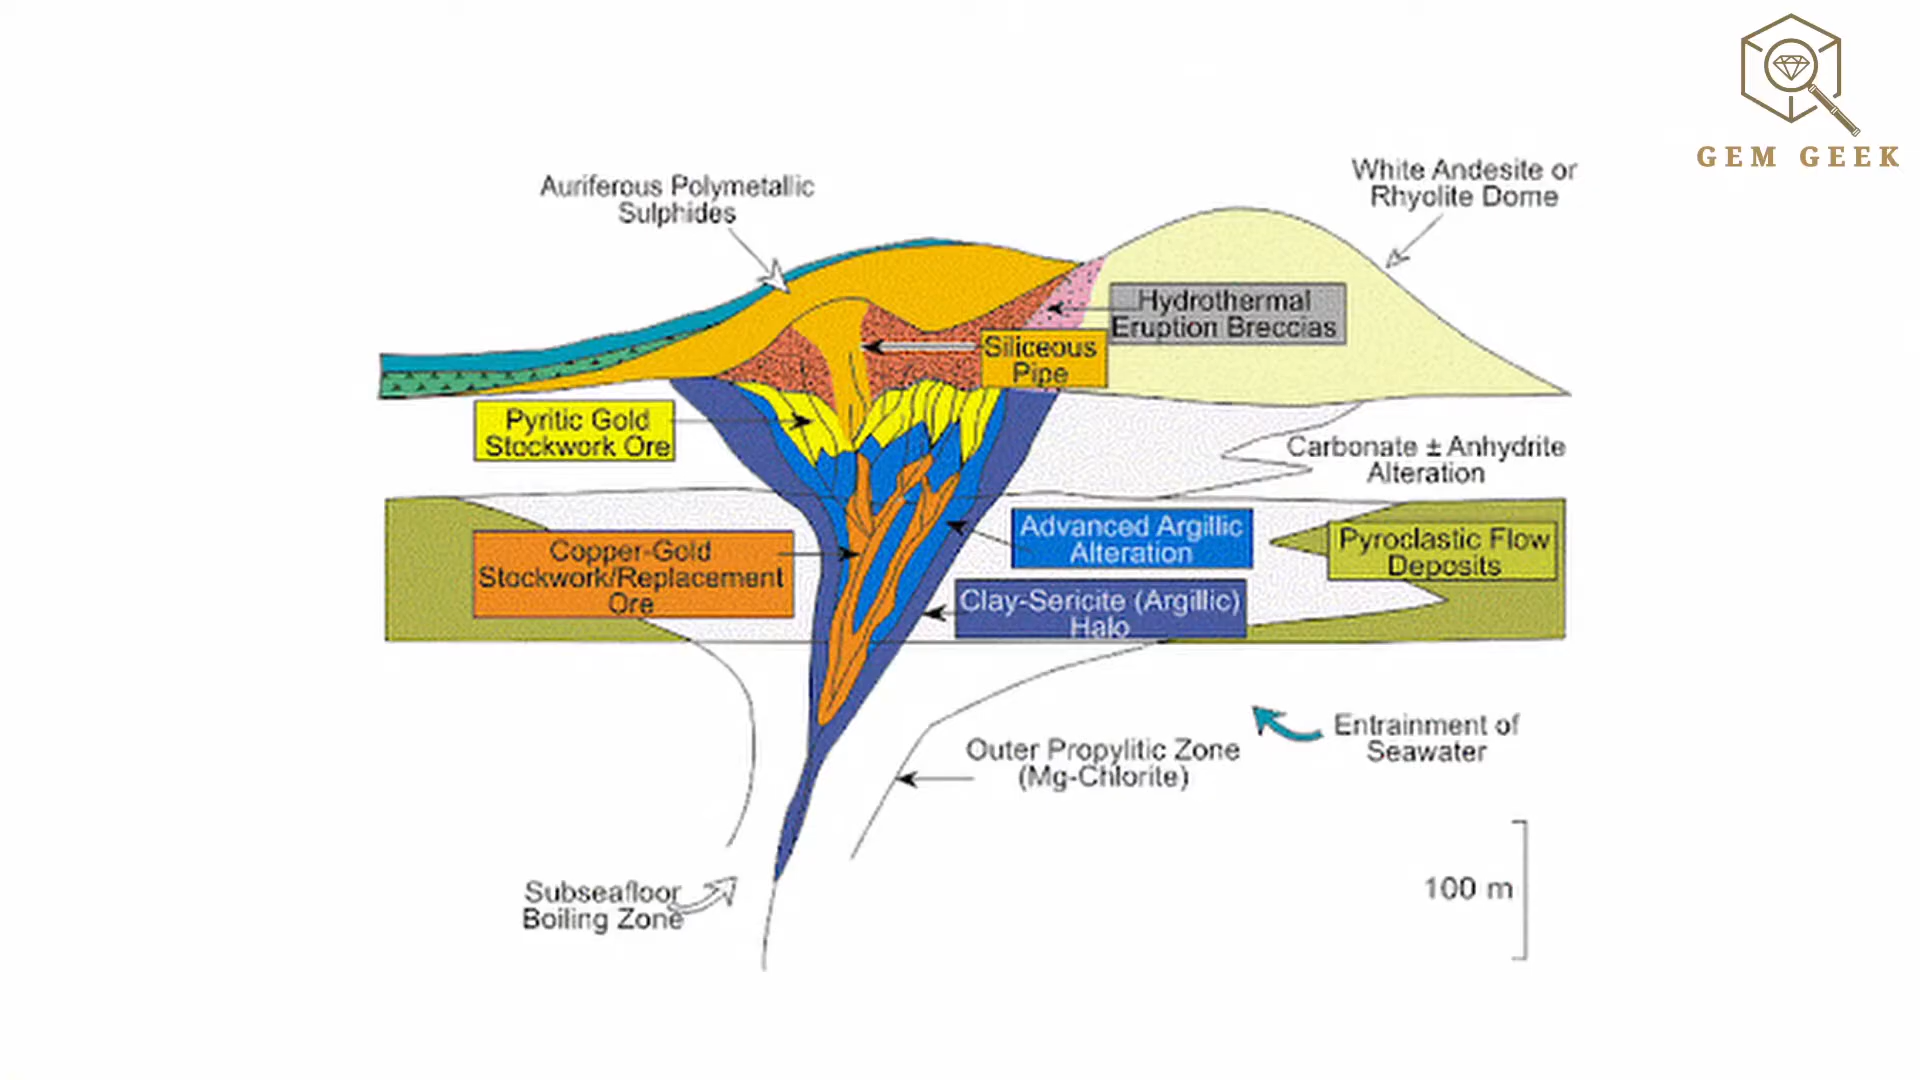 GEM GEEK
White Andesite or
Rhyolite Dome
Auriferous Polymetallic
Sulphides
Hydrothermal
Eruption Breccias
Siliceous
Pipe
Pyritic Gold
Stockwork Ore
Carbonate ± Anhydrite
Alteration
Advanced Argillic
Alteration
Pyroclastic Flow
Deposits
Copper-Gold
Stockwork/Replacement
Ore
Clay-Sericite (Argillic)
Halo
Entrainment of
Seawater
Outer Propylitic Zone
(Mg-Chlorite)
Subseafloor
Boiling Zone
100 m